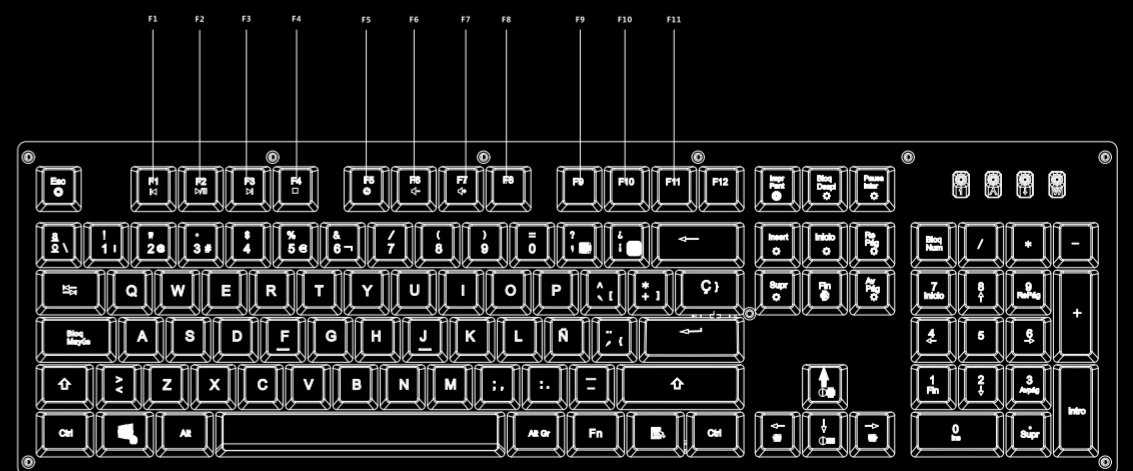 F1 F2 F3 F4 F5 F6 F7 F8 F9 F10 F11
Esc F1 F2 F3 F4 F5 F6 F7 F8 F9 F10 F11 F12 Impr Pant Bloq Despl Pausa Inter
a º \ ! 1 | " 2 @ · 3 # $ 4 % 5 € & 6 ¬ / 7 ( 8 ) 9 = 0 ? ' ¿ ¡ ← Insert Inicio Re Pág Bloq Num / * -
Q W E R T Y U I O P ^ ` [ * + ] Ç } Supr Fin Av Pág 7 Inicio 8 ↑ 9 RePág +
Bloq Mayús A S D F G H J K L Ñ ¨ ´ { 4 ← 5 6 →
⇧ > < Z X C V B N M ; , : . _ – ⇧ 1 Fin 2 ↓ 3 Avpág Intro
Ctrl Alt Alt Gr Fn Ctrl ← ↓ → 0 Ins . Supr